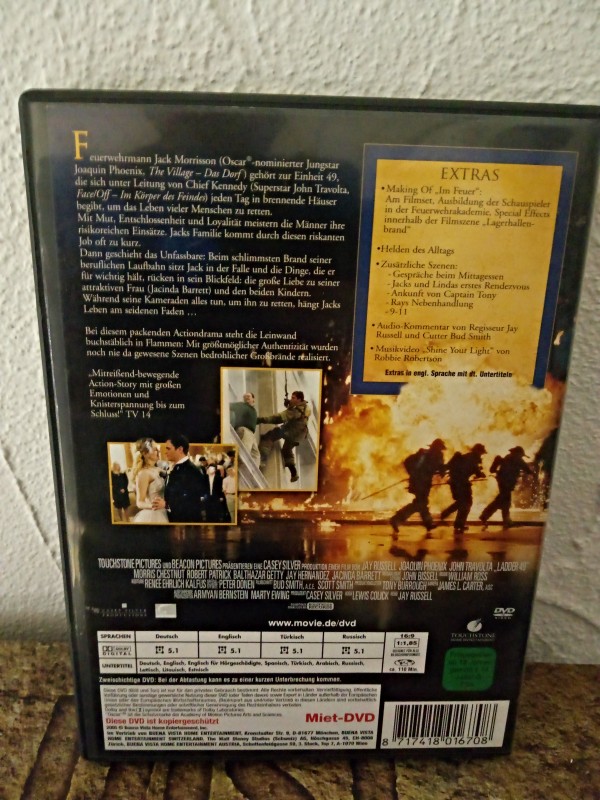 Feuerwehrmann Jack Morrisson (Oscar®-nominierter Jungstar
Joaquin Phoenix, The Village – Das Dorf) gehört zur Einheit 49,
die sich unter Leitung von Chief Kennedy (Superstar John Travolta,
Face/Off – Im Körper des Feindes) jeden Tag in brennende Häuser
begibt, um das Leben vieler Menschen zu retten.
Mit Mut, Entschlossenheit und Loyalität meistern die Männer ihre
risikoreichen Einsätze. Jacks Familie kommt durch diesen riskanten
Job oft zu kurz.
Dann geschieht das Unfassbare: Beim schlimmsten Brand seiner
beruflichen Laufbahn sitzt Jack in der Falle und die Dinge, die er
für wichtig hält, rücken in sein Blickfeld: die große Liebe zu seiner
attraktiven Frau (Jacinda Barrett) und den beiden Kindern.
Während seine Kameraden alles tun, um ihn zu retten, hängt Jacks
Leben am seidenen Faden ...
Bei diesem packenden Actiondrama steht die Leinwand
buchstäblich in Flammen: Mit größtmöglicher Authentizität wurden
noch nie da gewesene Szenen bedrohlicher Großbrände realisiert.
„Mitreißend-bewegende
Action-Story mit großen
Emotionen und
Knisterspannung bis zum
Schluss!" TV 14
EXTRAS
• Making Of „Im Feuer":
Am Filmset, Ausbildung der Schauspieler
in der Feuerwehrakademie, Special Effects
innerhalb der Filmszene „Lagerhallen-
brand"
• Helden des Alltags
• Zusätzliche Szenen:
- Gespräche beim Mittagessen
- Jacks und Lindas erstes Rendezvous
- Ankunft von Captain Tony
- Rays Nebenhandlung
- 9-11
• Audio-Kommentar von Regisseur Jay
Russell und Cutter Bud Smith
• Musikvideo „Shine Your Light" von
Robbie Robertson
Extras in engl. Sprache mit dt. Untertiteln
TOUCHSTONE PICTURES UND BEACON PICTURES PRÄSENTIEREN EINE CASEY SILVER PRODUKTION EINEN FILM VON JAY RUSSELL JOAQUIN PHOENIX JOHN TRAVOLTA „LADDER 49"
MORRIS CHESTNUT ROBERT PATRICK BALTHAZAR GETTY JAY HERNANDEZ JACINDA BARRETT JOHN BISSELL WILLIAM ROSS
RENEE EHRLICH KALFUS PETER DONEN BUD SMITH, A.C.E. SCOTT SMITH TONY BURROUGH JAMES L. CARTER, ASC
ARMYAN BERNSTEIN MARTY EWING CASEY SILVER LEWIS COLICK JAY RUSSELL
www.movie.de/dvd
DVD
VIDEO
TOUCHSTONE
SPRACHEN Deutsch Englisch Türkisch Russisch 16:9
DOLBY DIGITAL 5.1 5.1 5.1 5.1 1:1,85
UNTERTITEL Deutsch, Englisch, Englisch für Hörgeschädigte, Spanisch, Türkisch, Arabisch, Russisch,
Lettisch, Litauisch, Estnisch
ca. 110 Min.
Zweischichtige DVD: Bei der Abtastung kann es zu einer kurzen Unterbrechung kommen.
Diese DVD ist kopiergeschützt
Miet-DVD
8 717418 016708